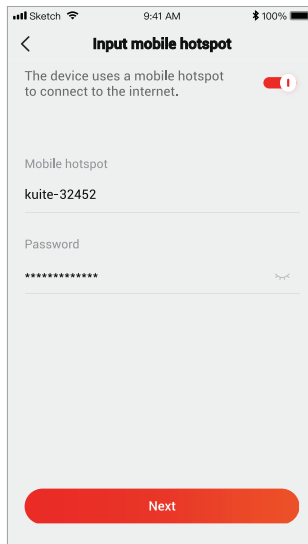 Sketch 9:41 AM 100%
Input mobile hotspot
The device uses a mobile hotspot
to connect to the internet.
Mobile hotspot
kuite-32452
Password
*************
Next